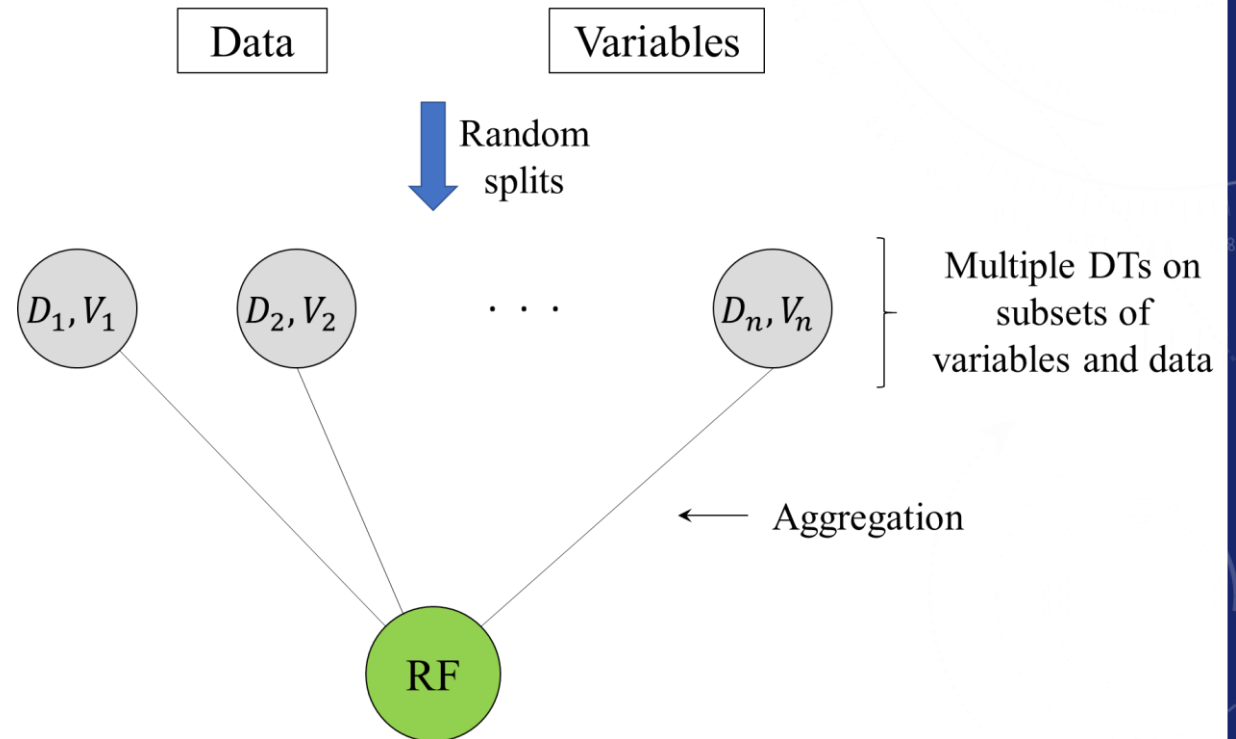 Data
Variables
Random
splits
D₁, V₁
D₂, V₂
. . .
Dₙ, Vₙ
Multiple DTs on
subsets of
variables and data
Aggregation
RF